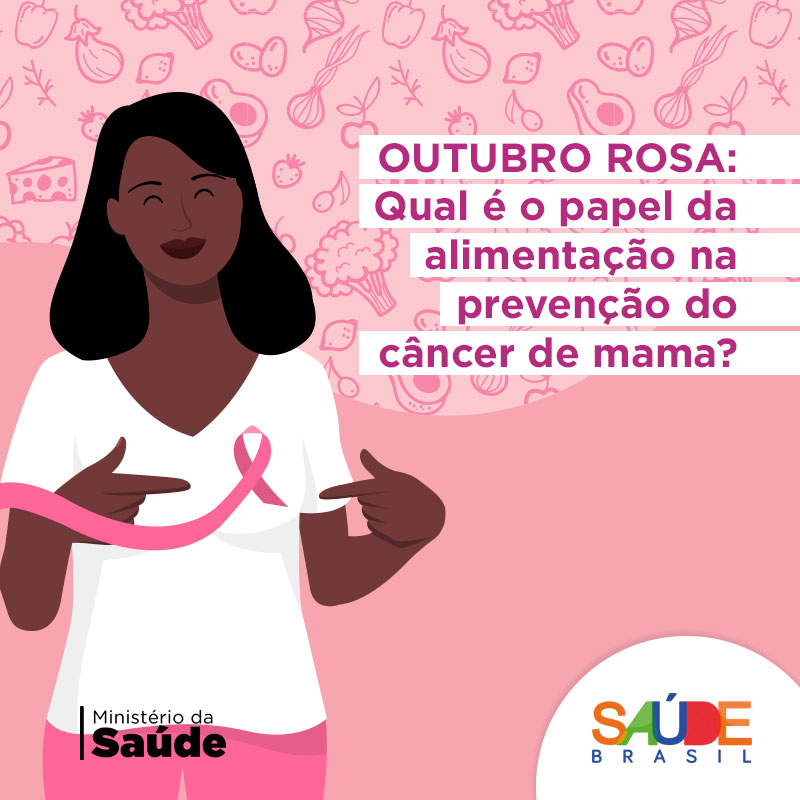 OUTUBRO ROSA:
Qual é o papel da
alimentação na
prevenção do
câncer de mama?
Ministério da
Saúde
SAÚDE
BRASIL